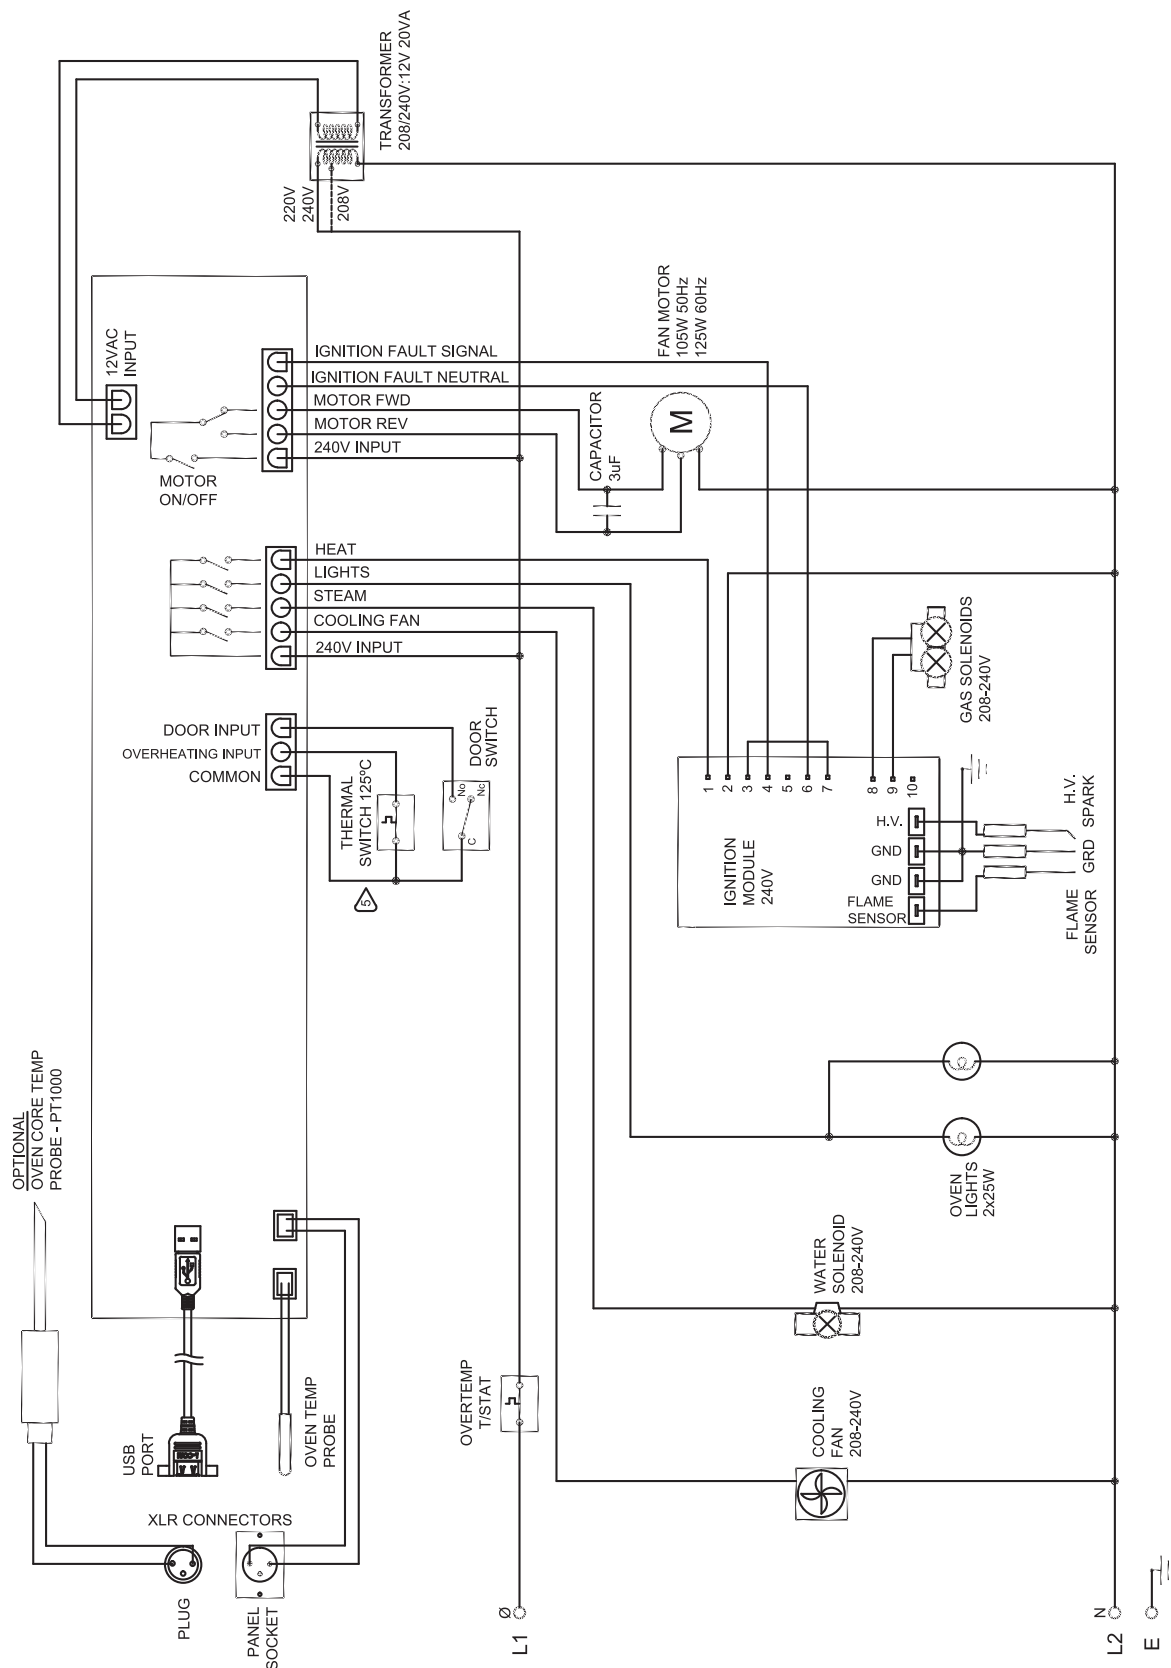 TRANSFORMER
208/240V:12V 20VA
220V
240V
208V
12VAC
INPUT
IGNITION FAULT SIGNAL
IGNITION FAULT NEUTRAL
MOTOR FWD
MOTOR REV
240V INPUT
MOTOR
ON/OFF
FAN MOTOR
105W 50Hz
125W 60Hz
M
CAPACITOR
3uF
HEAT
LIGHTS
STEAM
COOLING FAN
240V INPUT
DOOR INPUT
OVERHEATING INPUT
COMMON
THERMAL
SWITCH 125ºC
5
DOOR
SWITCH
No
Nc
C
GAS SOLENOIDS
208-240V
IGNITION
MODULE
240V
1
2
3
4
5
6
7
8
9
10
H.V.
GND
GND
FLAME
SENSOR
H.V.
SPARK
GRD
FLAME
SENSOR
OPTIONAL
OVEN CORE TEMP
PROBE - PT1000
OVEN
LIGHTS
2x25W
WATER
SOLENOID
208-240V
USB
PORT
OVEN TEMP
PROBE
OVERTEMP
T/STAT
COOLING
FAN
208-240V
XLR CONNECTORS
PLUG
PANEL
SOCKET
Ø
L1
N
L2
E